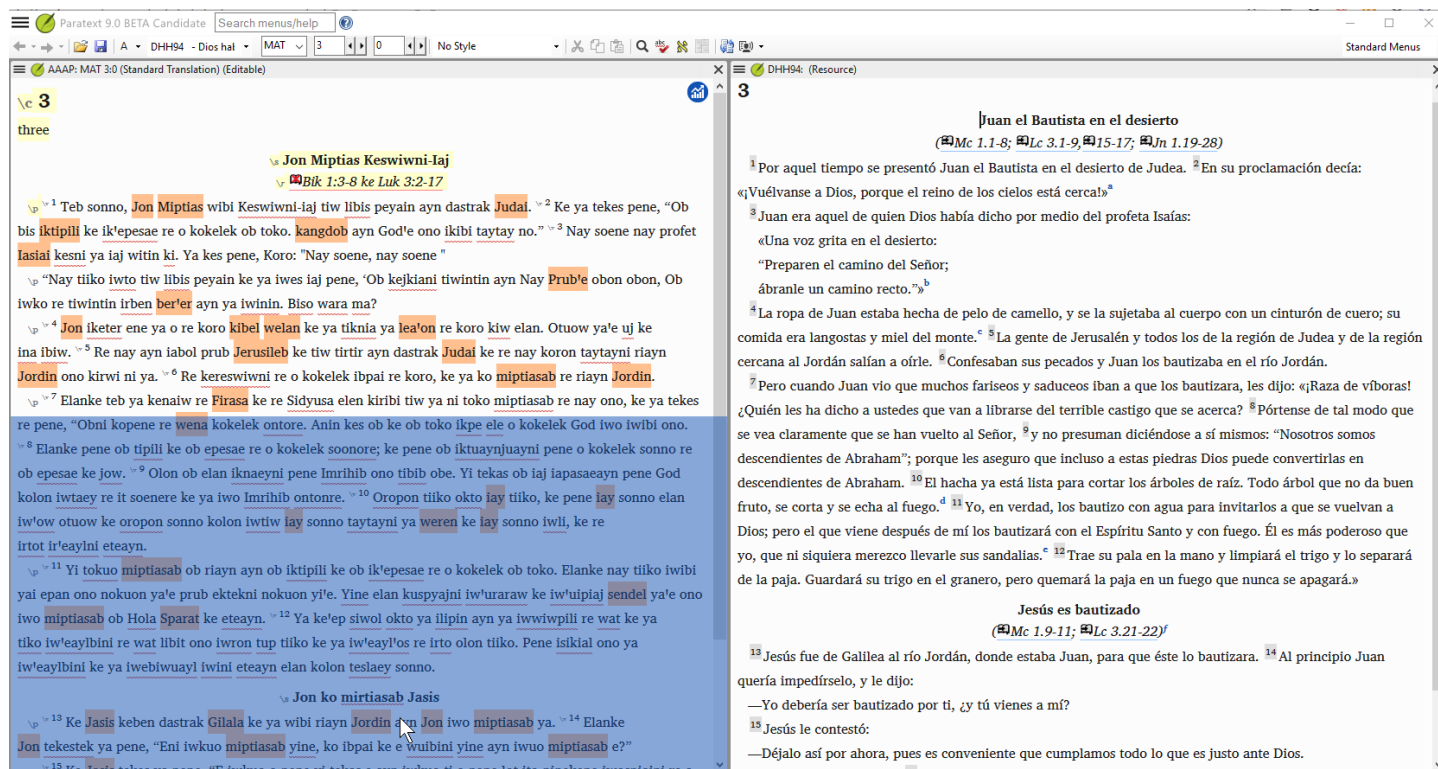 Paratext 9.0 BETA Candidate Search menus/help
A DHH94 - Dios hal MAT 3 0 No Style Standard Menus
AAAP: MAT 3:0 (Standard Translation) (Editable)
\c 3
three
\s Jon Miptias Keswiwni-Iaj
\r Bik 1:3-8 ke Luk 3:2-17
\p 1 Teb sonno, Jon Miptias wibi Keswiwni-iaj tiw libis peyain ayn dastrak Judai. 2 Ke ya tekes pene, “Ob
bis iktipili ke ikꞌepesae re o kokelek ob toko. kangdob ayn Godꞌe ono ikibi taytay no.” 3 Nay soene nay profet
Iasiai kesni ya iaj witin ki. Ya kes pene, Koro: "Nay soene, nay soene "
\p “Nay tiiko iwto tiw libis peyain ke ya iwes iaj pene, ‘Ob kejkiani tiwintin ayn Nay Prubꞌe obon obon, Ob
iwko re tiwintin irben berꞌer ayn ya iwinin. Biso wara ma?
\p 4 Jon iketer ene ya o re koro kibel welan ke ya tiknia ya leaꞌon re koro kiw elan. Otuow yaꞌe uj ke
ina ibiw. 5 Re nay ayn iabol prub Jerusileb ke tiw tirtir ayn dastrak Judai ke re nay koron taytayni riayn
Jordin ono kirwi ni ya. 6 Re kereswiwni re o kokelek ibpai re koro, ke ya ko miptiasab re riayn Jordin.
\p 7 Elanke teb ya kenaiw re Firasa ke re Sidyusa elen kiribi tiw ya ni toko miptiasab re nay ono, ke ya tekes
re pene, “Obni kopene re wena kokelek ontore. Anin kes ob ke ob toko ikpe ele o kokelek God iwo iwibi ono.
8 Elanke pene ob tipili ke ob epesae re o kokelek soonore; ke pene ob iktuaynjuayni pene o kokelek sonno re
ob epesae ke jow. 9 Olon ob elan iknaeyni pene Imrihib ono tibib obe. Yi tekas ob iaj iapasaeayn pene God
kolon iwtaey re it soenere ke ya iwo Imrihib ontonre. 10 Oropon tiiko okto iay tiiko, ke pene iay sonno elan
iwꞌow otuow ke oropon sonno kolon iwtiw iay sonno taytayni ya weren ke iay sonno iwli, ke re
irtot irꞌeaylni eteayn.
\p 11 Yi tokuo miptiasab ob riayn ayn ob iktipili ke ob ikꞌepesae re o kokelek ob toko. Elanke nay tiiko iwibi
yai epan ono nokuon yaꞌe prub ektekni nokuon yiꞌe. Yine elan kuspyajni iwꞌuraraw ke iwꞌuipiaj sendel yaꞌe ono
iwo miptiasab ob Hola Sparat ke eteayn. 12 Ya keꞌep siwol okto ya ilipin ayn ya iwwiwpili re wat ke ya
tiko iwꞌeaylbini re wat libit ono iwron tup tiiko ke ya iwꞌeaylꞌos re irto olon tiiko. Pene isikial ono ya
iwꞌeaylbini ke ya iwebiwuayl iwini eteayn elan kolon teslaey sonno.
\s Jon ko mirtiasab Jasis
\p 13 Ke Jasis keben dastrak Gilala ke ya wibi riayn Jordin ayn Jon iwo miptiasab ya. 14 Elanke
Jon tekestek ya pene, “Eni iwkuo miptiasab yine, ko ibpai ke e wuibini yine ayn iwuo miptiasab e?”
DHH94: (Resource)
3
Juan el Bautista en el desierto
(Mc 1.1-8; Lc 3.1-9, 15-17; Jn 1.19-28)
1 Por aquel tiempo se presentó Juan el Bautista en el desierto de Judea. 2 En su proclamación decía:
«¡Vuélvanse a Dios, porque el reino de los cielos está cerca!»a
3 Juan era aquel de quien Dios había dicho por medio del profeta Isaías:
«Una voz grita en el desierto:
“Preparen el camino del Señor;
ábranle un camino recto.”»b
4 La ropa de Juan estaba hecha de pelo de camello, y se la sujetaba al cuerpo con un cinturón de cuero; su
comida era langostas y miel del monte.c 5 La gente de Jerusalén y todos los de la región de Judea y de la región
cercana al Jordán salían a oírle. 6 Confesaban sus pecados y Juan los bautizaba en el río Jordán.
7 Pero cuando Juan vio que muchos fariseos y saduceos iban a que los bautizara, les dijo: «¡Raza de víboras!
¿Quién les ha dicho a ustedes que van a librarse del terrible castigo que se acerca? 8 Pórtense de tal modo que
se vea claramente que se han vuelto al Señor, 9 y no presuman diciéndose a sí mismos: “Nosotros somos
descendientes de Abraham”; porque les aseguro que incluso a estas piedras Dios puede convertirlas en
descendientes de Abraham. 10 El hacha ya está lista para cortar los árboles de raíz. Todo árbol que no da buen
fruto, se corta y se echa al fuego.d 11 Yo, en verdad, los bautizo con agua para invitarlos a que se vuelvan a
Dios; pero el que viene después de mí los bautizará con el Espíritu Santo y con fuego. Él es más poderoso que
yo, que ni siquiera merezco llevarle sus sandalias.e 12 Trae su pala en la mano y limpiará el trigo y lo separará
de la paja. Guardará su trigo en el granero, pero quemará la paja en un fuego que nunca se apagará.»
Jesús es bautizado
(Mc 1.9-11; Lc 3.21-22)f
13 Jesús fue de Galilea al río Jordán, donde estaba Juan, para que éste lo bautizara. 14 Al principio Juan
quería impedírselo, y le dijo:
—Yo debería ser bautizado por ti, ¿y tú vienes a mí?
15 Jesús le contestó:
—Déjalo así por ahora, pues es conveniente que cumplamos todo lo que es justo ante Dios.